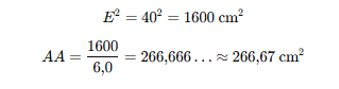 E² = 40² = 1600 cm²
AA = 1600/6,0 = 266,666... ≈ 266,67 cm²